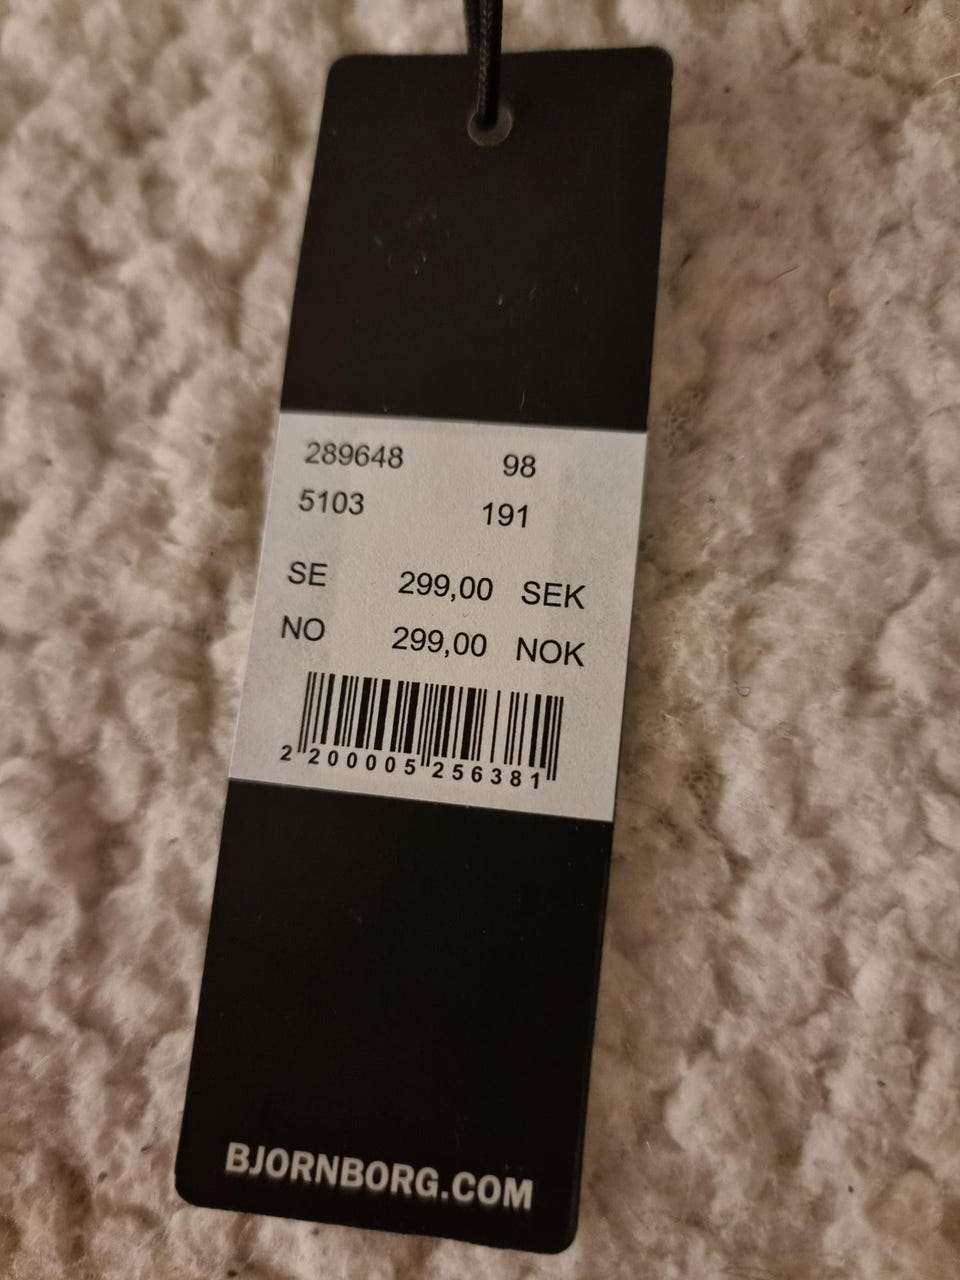 289648 98
5103 191
SE 299,00 SEK
NO 299,00 NOK
2 200005 256381
BJORNBORG.COM